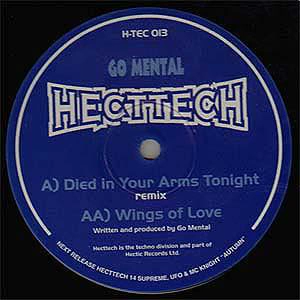 H-TEC 013
GO MENTAL
HECTTECH
A) Died in Your Arms Tonight
remix
AA) Wings of Love
Written and produced by Go Mental
Hecttech is the techno division and part of
Hectic Records Ltd.
NEXT RELEASE HECTTECH 14 SUPREME, UFO & MC KNIGHT "AUTUMN"